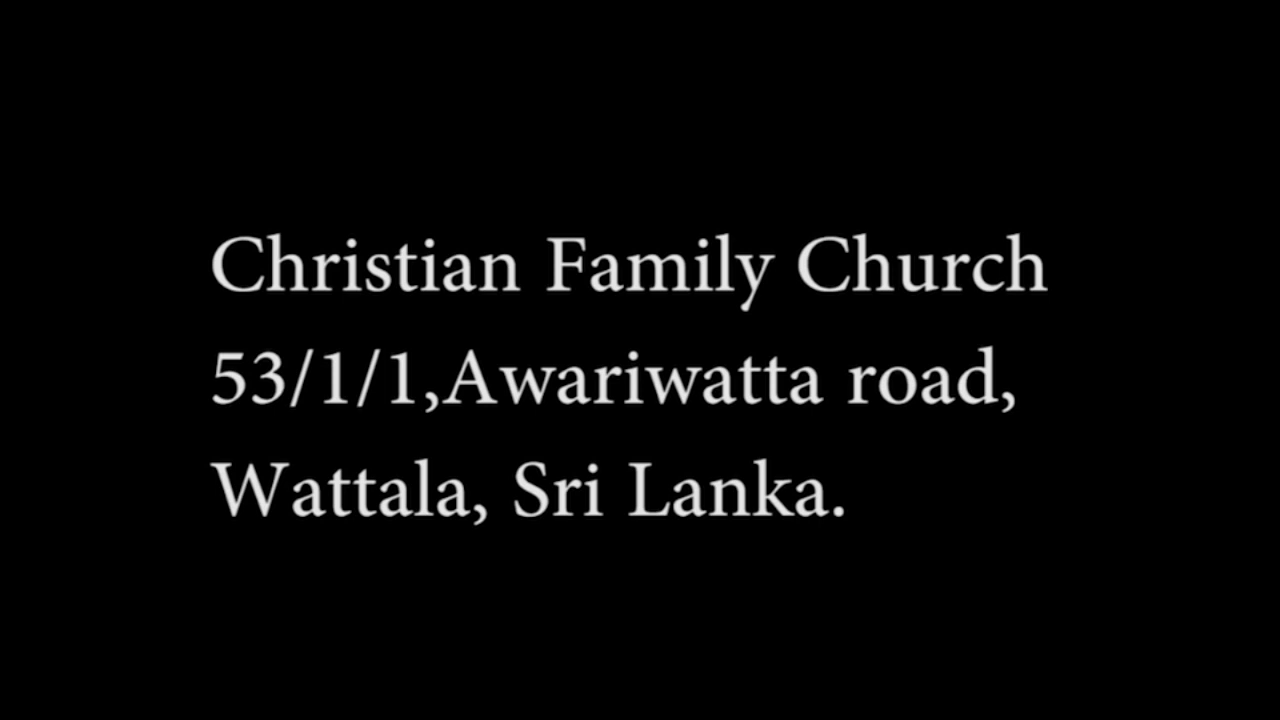 Christian Family Church
53/1/1,Awariwatta road,
Wattala, Sri Lanka.